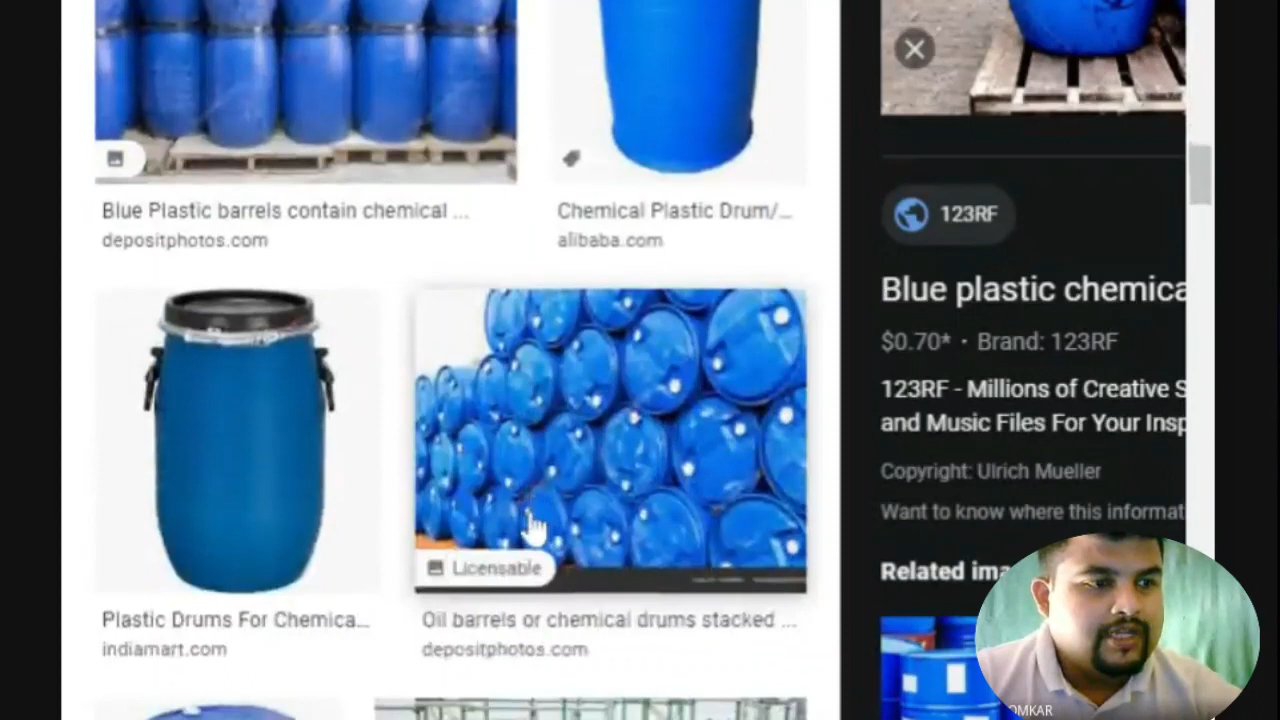 Blue Plastic barrels contain chemical ...
depositphotos.com
Chemical Plastic Drum/...
alibaba.com
Licensable
Plastic Drums For Chemica...
indiamart.com
Oil barrels or chemical drums stacked ...
depositphotos.com
123RF
Blue plastic chemica
$0.70* · Brand: 123RF
123RF - Millions of Creative S
and Music Files For Your Insp
Copyright: Ulrich Mueller
Want to know where this informat
Related ima
OMKAR